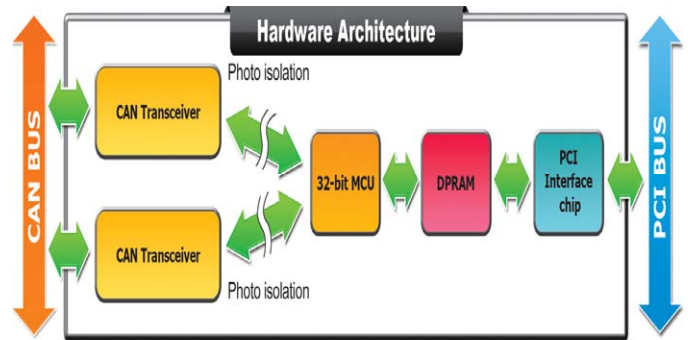 Hardware Architecture
CAN BUS
Photo isolation
CAN Transceiver
32-bit MCU
DPRAM
PCI
Interface
chip
PCI BUS
CAN Transceiver
Photo isolation